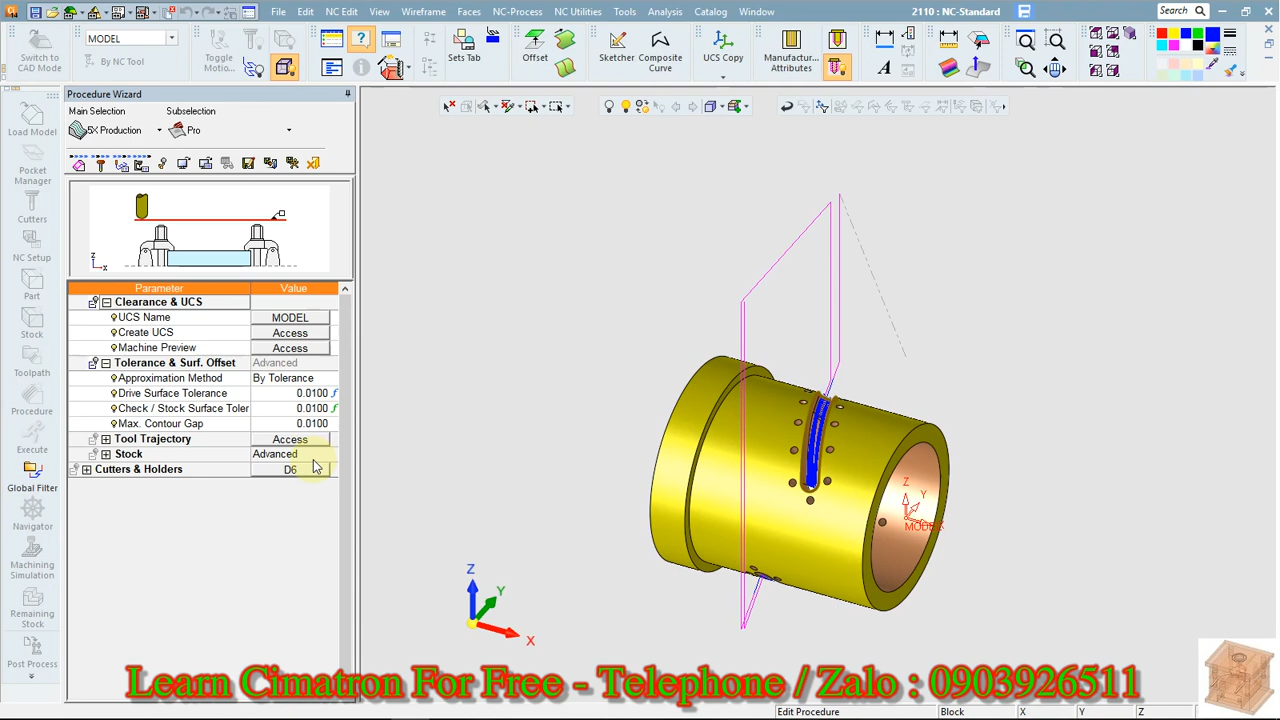 File Edit NC Edit View Wireframe Faces NC-Process NC Utilities Tools Analysis Catalog Window 2110 : NC-Standard Search
MODEL
By NC Tool
Switch to CAD Mode
Toggle Motio...
Sets Tab
Offset
Sketcher
Composite Curve
UCS Copy
Manufactur... Attributes
Procedure Wizard
Main Selection Subselection
5X Production Pro
Load Model
Pocket Manager
Cutters
NC Setup
Part
Stock
Toolpath
Procedure
Execute
Global Filter
Navigator
Machining Simulation
Remaining Stock
Post Process
Z
X
Parameter Value
Clearance & UCS
UCS Name MODEL
Create UCS Access
Machine Preview Access
Tolerance & Surf. Offset Advanced
Approximation Method By Tolerance
Drive Surface Tolerance 0.0100 f
Check / Stock Surface Toler 0.0100 f
Max. Contour Gap 0.0100
Tool Trajectory Access
Stock Advanced
Cutters & Holders D6
Z
Y
MODEL
Z
Y
X
Learn Cimatron For Free - Telephone / Zalo : 0903926511
Edit Procedure Block X Y Z